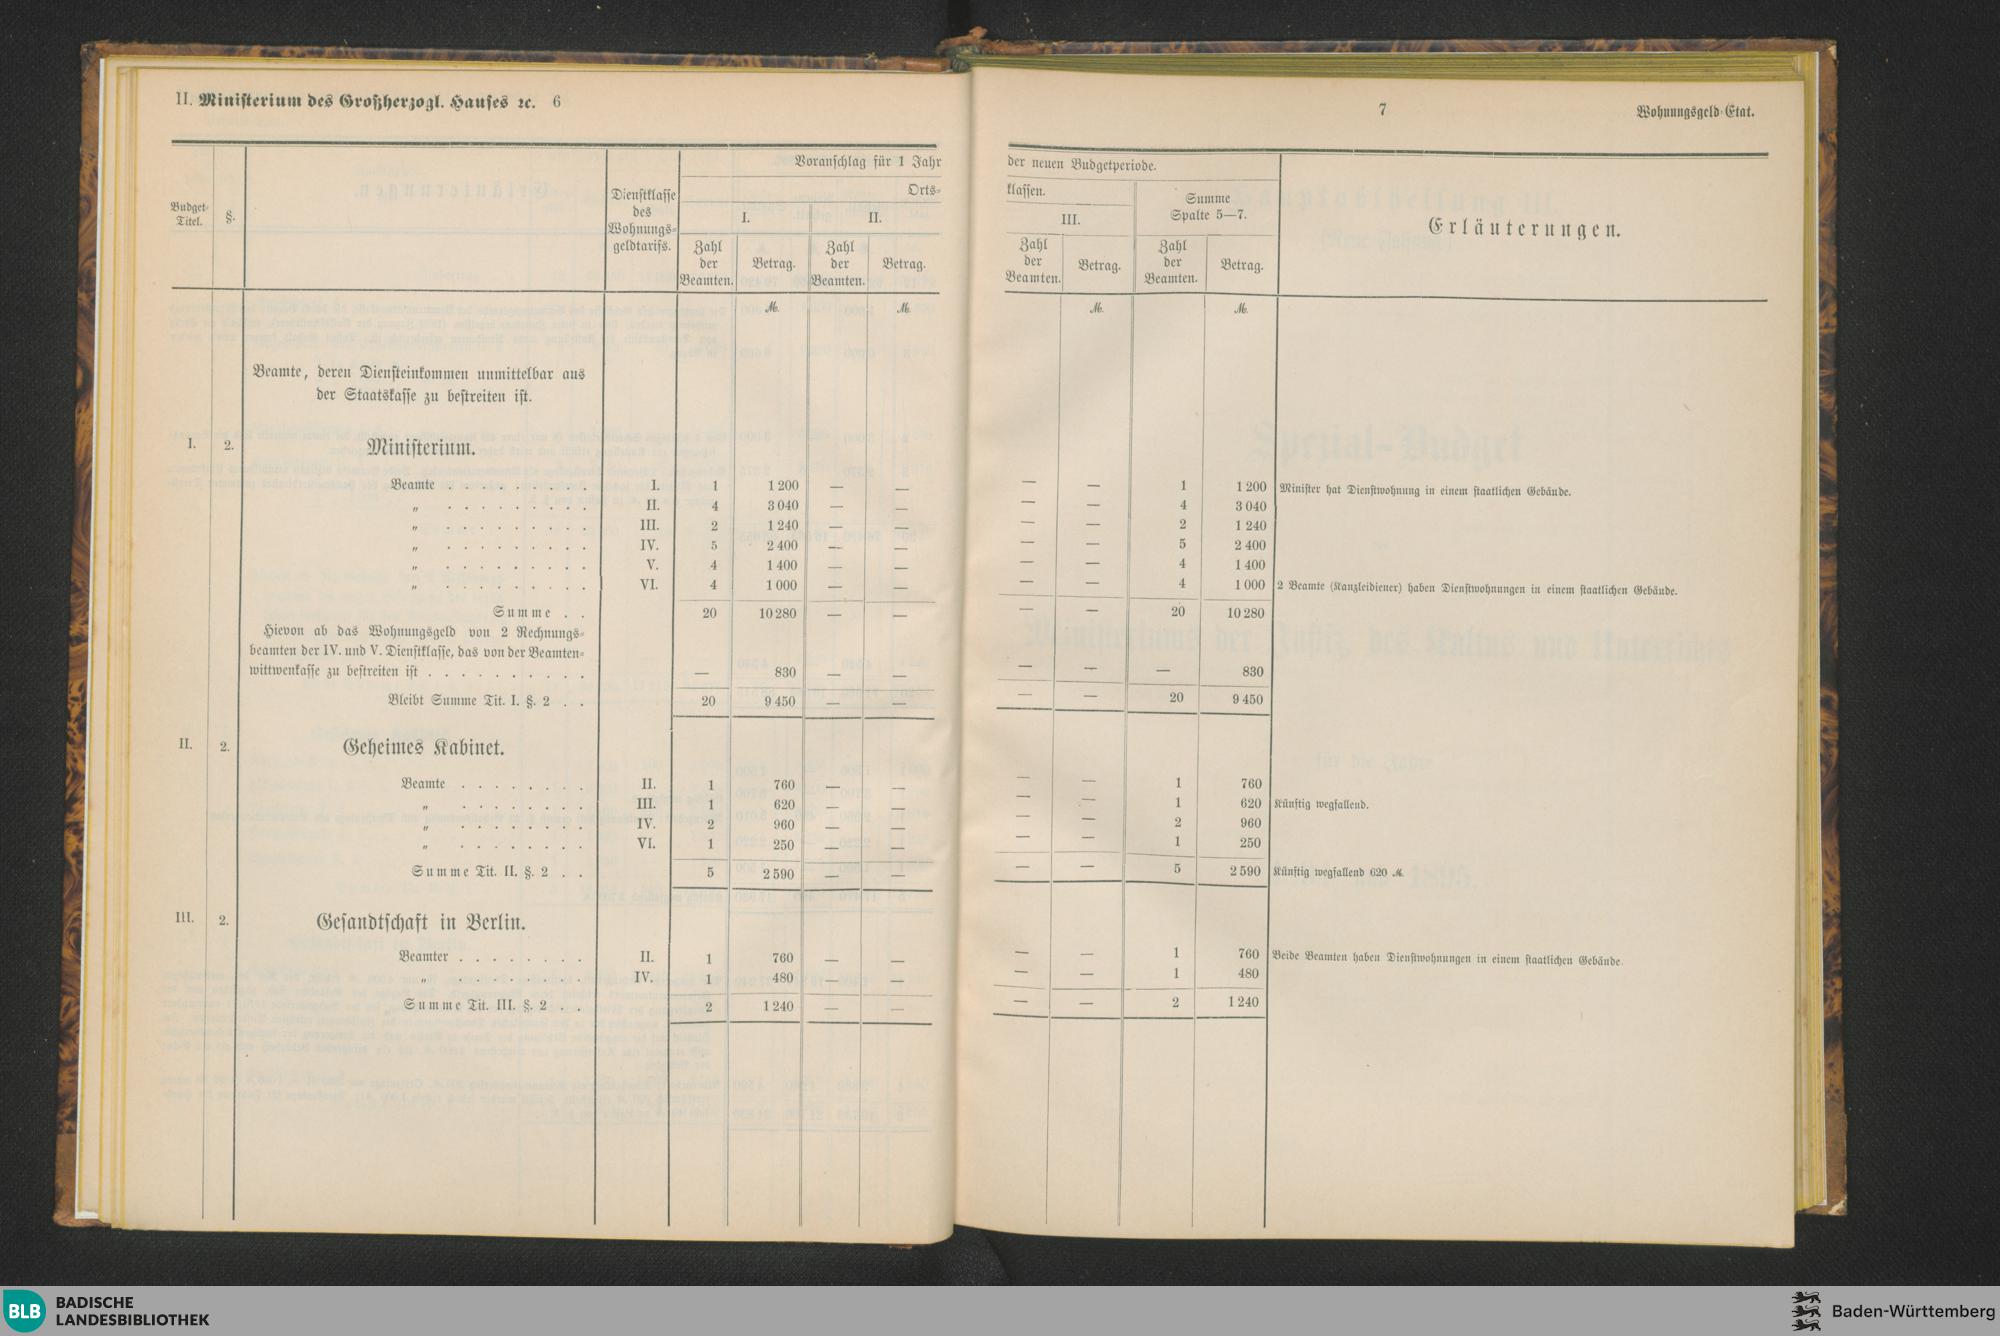 II. Ministerium des Großherzogl. Hauses ꝛc. 6
Voranschlag für 1 Jahr
Orts-
Budget-
Titel.
§.
Dienstklasse
des
Wohnungs-
geldtarifs.
I.
II.
Zahl
der
Beamten.
Betrag.
Zahl
der
Beamten.
Betrag.
M.
M.
Beamte, deren Diensteinkommen unmittelbar aus
der Staatskasse zu bestreiten ist.
I. 2. Ministerium.
Beamte . . . . . . . . . I. 1 1 200 — —
„ . . . . . . . . . II. 4 3 040 — —
„ . . . . . . . . . III. 2 1 240 — —
„ . . . . . . . . . IV. 5 2 400 — —
„ . . . . . . . . . V. 4 1 400 — —
„ . . . . . . . . . VI. 4 1 000 — —
Summe . . 20 10 280 — —
Hievon ab das Wohnungsgeld von 2 Rechnungs-
beamten der IV. und V. Dienstklasse, das von der Beamten-
wittwenkasse zu bestreiten ist . . . . . . . . . . — 830 — —
Bleibt Summe Tit. I. §. 2 . . 20 9 450 — —
II. 2. Geheimes Kabinet.
Beamte . . . . . . . . II. 1 760 — —
„ . . . . . . . . III. 1 620 — —
„ . . . . . . . . IV. 2 960 — —
„ . . . . . . . . VI. 1 250 — —
Summe Tit. II. §. 2 . . 5 2 590 — —
III. 2. Gesandtschaft in Berlin.
Beamter . . . . . . . . II. 1 760 — —
„ . . . . . . . . . IV. 1 480 — —
Summe Tit. III. §. 2 . . 2 1 240 — —
7 Wohnungsgeld-Etat.
der neuen Budgetperiode.
klassen.
Summe
Spalte 5—7.
III.
Erläuterungen.
Zahl
der
Beamten.
Betrag.
Zahl
der
Beamten.
Betrag.
M.
M.
— — 1 1 200 Minister hat Dienstwohnung in einem staatlichen Gebäude.
— — 4 3 040
— — 2 1 240
— — 5 2 400
— — 4 1 400
— — 4 1 000 2 Beamte (Kanzleidiener) haben Dienstwohnungen in einem staatlichen Gebäude.
— — 20 10 280
— — — 830
— — 20 9 450
— — 1 760
— — 1 620 Künftig wegfallend.
— — 2 960
— — 1 250
— — 5 2 590 Künftig wegfallend 620 M.
— — 1 760 Beide Beamten haben Dienstwohnungen in einem staatlichen Gebäude.
— — 1 480
— — 2 1 240
BLB BADISCHE
LANDESBIBLIOTHEK
Baden-Württemberg